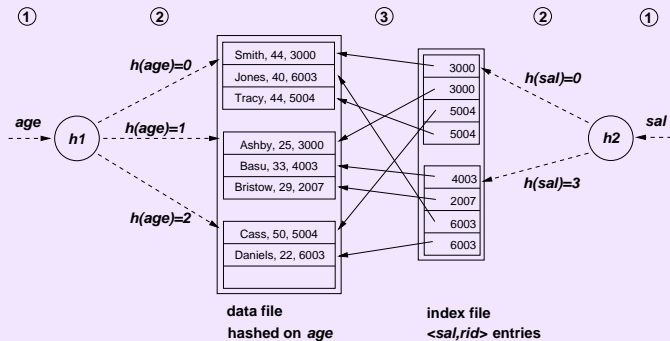 ① ② ③ ② ①
Smith, 44, 3000
Jones, 40, 6003
Tracy, 44, 5004
Ashby, 25, 3000
Basu, 33, 4003
Bristow, 29, 2007
Cass, 50, 5004
Daniels, 22, 6003
3000
3000
5004
5004
4003
2007
6003
6003
age
h1
h(age)=0
h(age)=1
h(age)=2
h(sal)=0
h(sal)=3
h2
sal
data file
hashed on age
index file
<sal,rid> entries